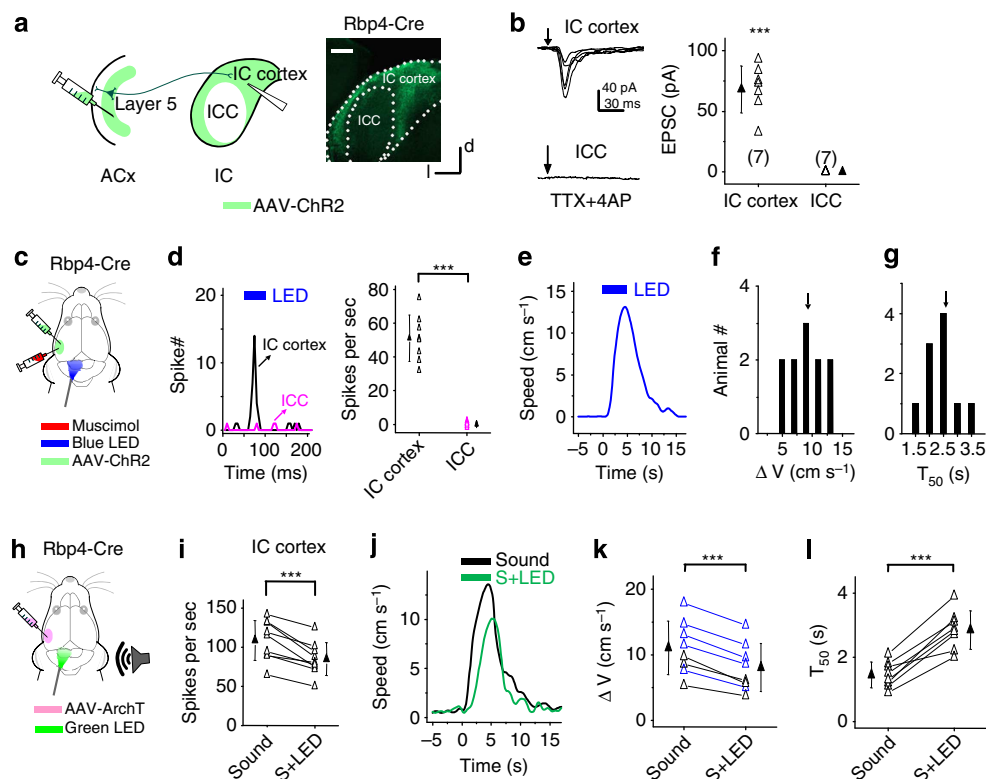 a
Rbp4-Cre
IC cortex
Layer 5
ICC
ACx
IC
AAV-ChR2
IC cortex
ICC
d
l
b
IC cortex
40 pA
30 ms
ICC
TTX+4AP
EPSC (pA)
100
50
0
***
(7)
(7)
IC cortex
ICC
c
Rbp4-Cre
Muscimol
Blue LED
AAV-ChR2
d
LED
Spike#
20
10
0
IC cortex
ICC
0 100 200
Time (ms)
Spikes per sec
80
60
40
20
0
***
IC cortex
ICC
e
LED
Speed (cm s⁻¹)
15
10
5
0
−5 0 5 10 15
Time (s)
f
Animal #
4
2
0
5 10 15
Δ V (cm s⁻¹)
g
4
2
0
1.5 2.5 3.5
T₅₀ (s)
h
Rbp4-Cre
AAV-ArchT
Green LED
i
IC cortex
***
Spikes per sec
150
100
50
0
Sound
S+LED
j
Sound
S+LED
Speed (cm s⁻¹)
10
5
0
−5 0 5 10 15
Time (s)
k
***
Δ V (cm s⁻¹)
20
10
0
Sound
S+LED
l
***
T₅₀ (s)
4
2
0
Sound
S+LED